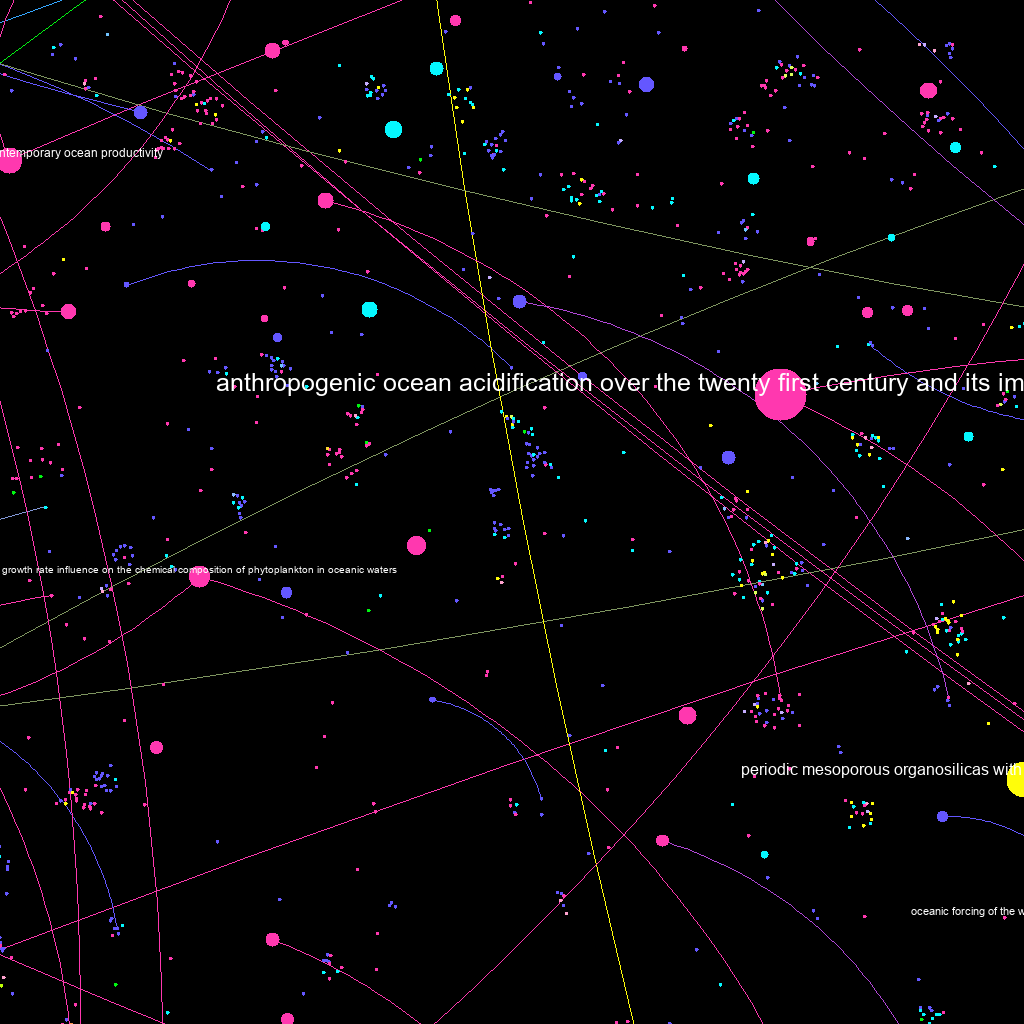 ntemporary ocean productivity
anthropogenic ocean acidification over the twenty first century and its im
growth rate influence on the chemical composition of phytoplankton in oceanic waters
periodic mesoporous organosilicas with
oceanic forcing of the w